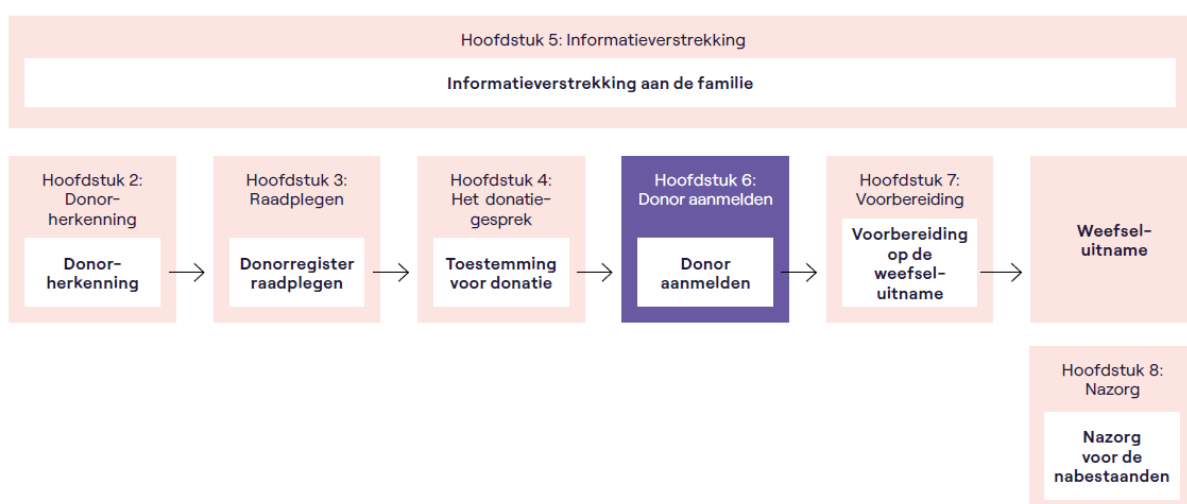 Hoofdstuk 5: Informatieverstrekking
Informatieverstrekking aan de familie
Hoofdstuk 2:
Donor-
herkenning
Donor-
herkenning
Hoofdstuk 3:
Raadplegen
Donorregister
raadplegen
Hoofdstuk 4:
Het donatie-
gesprek
Toestemming
voor donatie
Hoofdstuk 6:
Donor aanmelden
Donor
aanmelden
Hoofdstuk 7:
Voorbereiding
Voorbereiding
op de
weefsel-
uitname
Weefsel-
uitname
Hoofdstuk 8:
Nazorg
Nazorg
voor de
nabestaanden